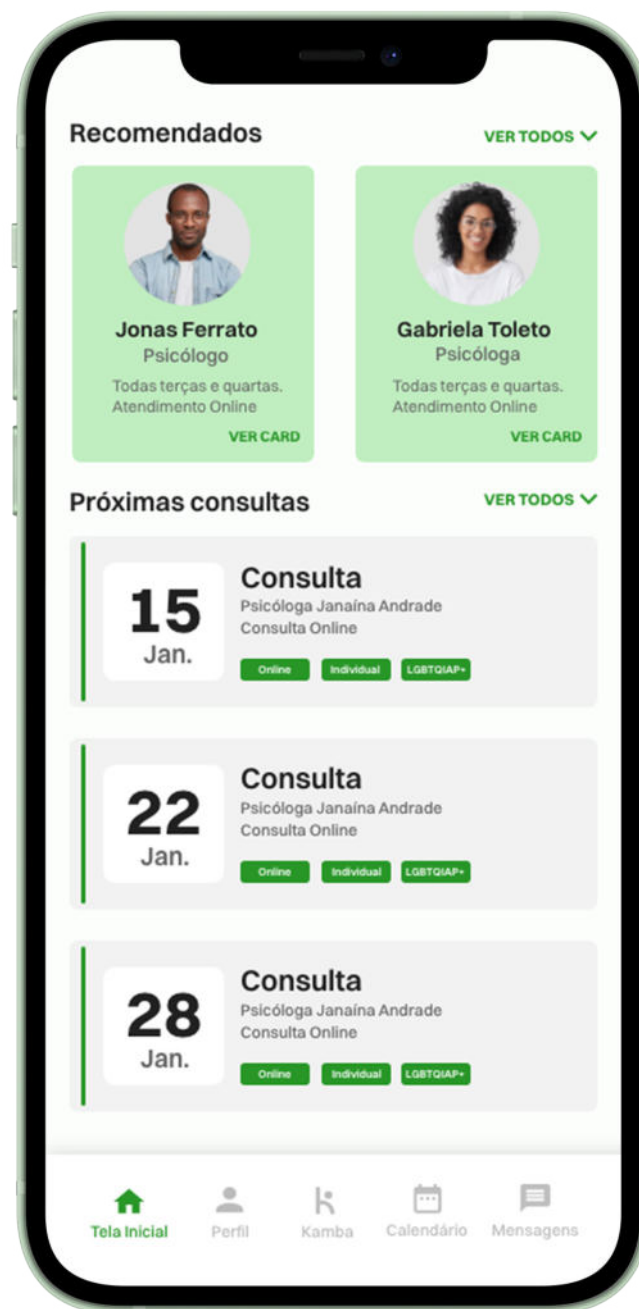 Recomendados
VER TODOS
Jonas Ferrato
Psicólogo
Todas terças e quartas.
Atendimento Online
VER CARD
Gabriela Toleto
Psicóloga
Todas terças e quartas.
Atendimento Online
VER CARD
Próximas consultas
VER TODOS
15
Jan.
Consulta
Psicóloga Janaína Andrade
Consulta Online
Online
Individual
LGBTQIAP+
22
Jan.
Consulta
Psicóloga Janaína Andrade
Consulta Online
Online
Individual
LGBTQIAP+
28
Jan.
Consulta
Psicóloga Janaína Andrade
Consulta Online
Online
Individual
LGBTQIAP+
Tela Inicial
Perfil
Kamba
Calendário
Mensagens